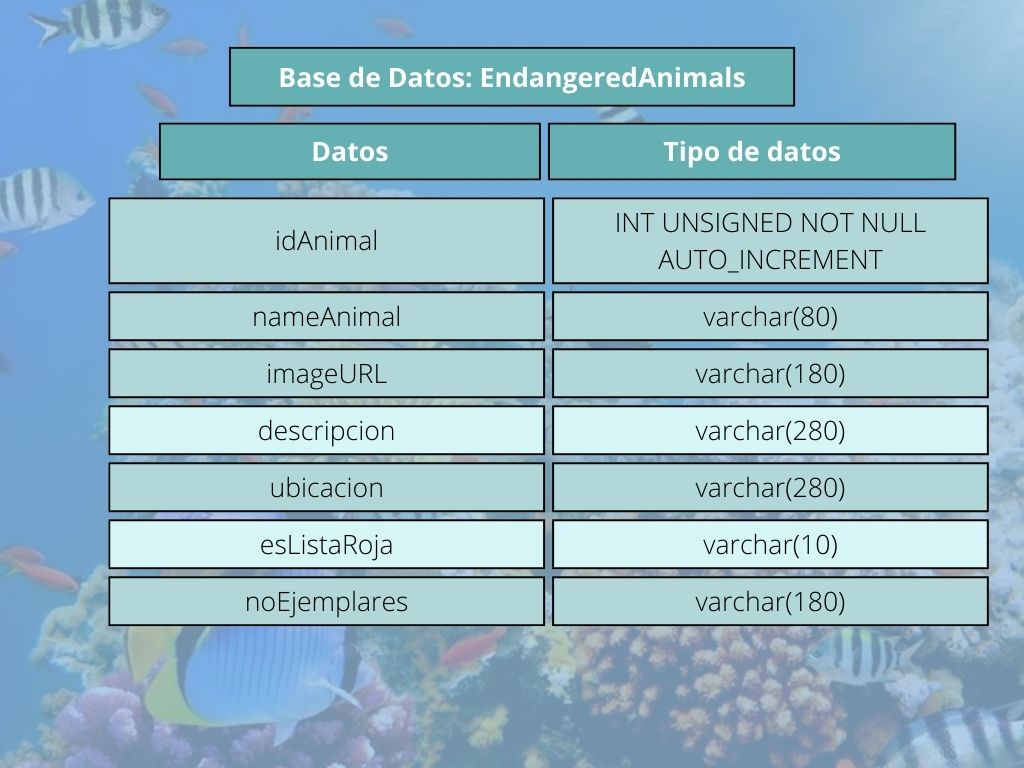 Base de Datos: EndangeredAnimals
Datos
Tipo de datos
idAnimal
INT UNSIGNED NOT NULL
AUTO_INCREMENT
nameAnimal
varchar(80)
imageURL
varchar(180)
descripcion
varchar(280)
ubicacion
varchar(280)
esListaRoja
varchar(10)
noEjemplares
varchar(180)